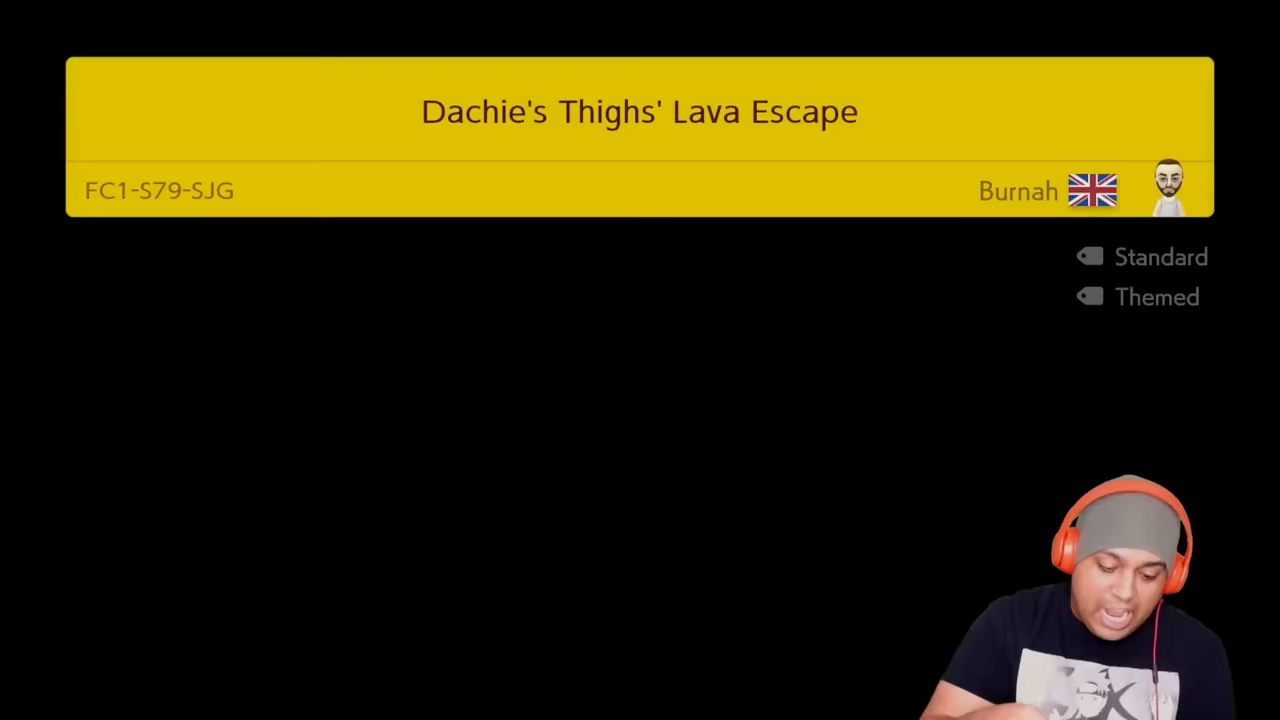 Dachie's Thighs' Lava Escape
FC1-S79-SJG
Burnah
Standard
Themed